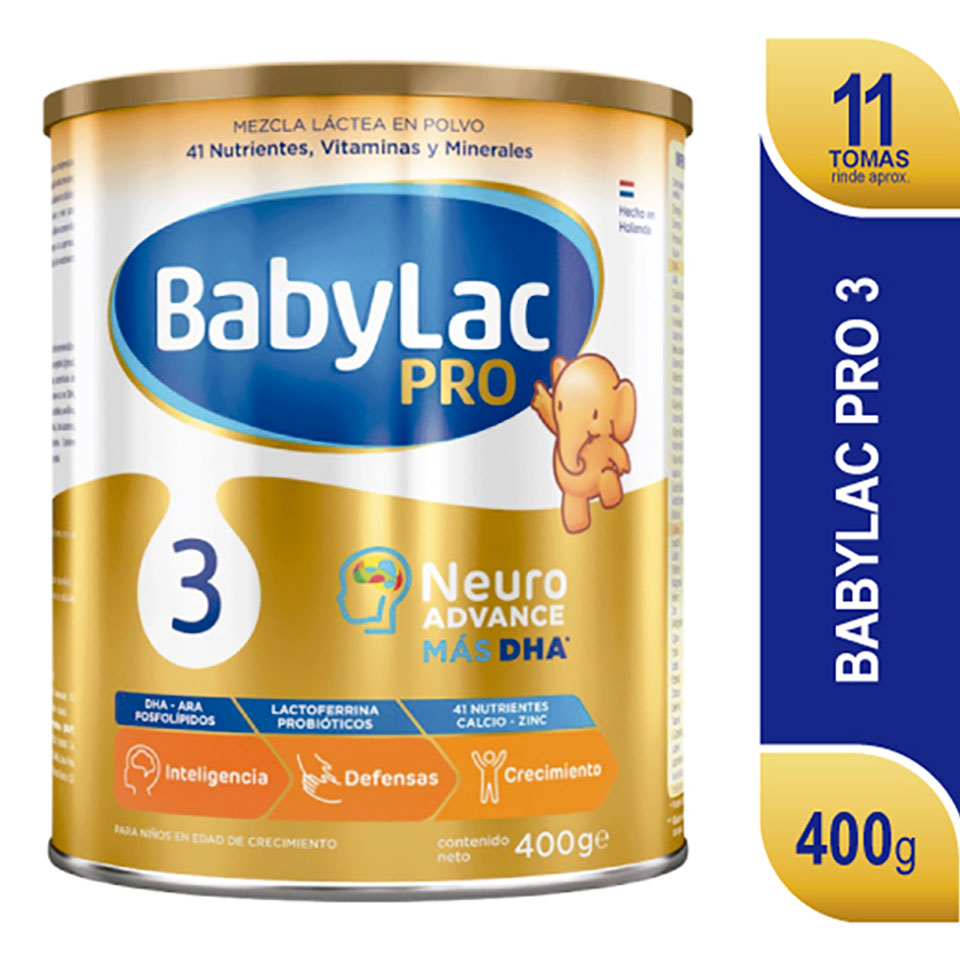 MEZCLA LÁCTEA EN POLVO
41 Nutrientes, Vitaminas y Minerales
Hecho en
Holanda
BabyLac
PRO
3
Neuro
ADVANCE
MÁS DHA*
DHA - ARA
FOSFOLÍPIDOS
LACTOFERRINA
PROBIÓTICOS
41 NUTRIENTES
CALCIO - ZINC
Inteligencia
Defensas
Crecimiento
PARA NIÑOS EN EDAD DE CRECIMIENTO
contenido
neto
400g℮
11
TOMAS
rinde aprox.
BABYLAC PRO 3
400g